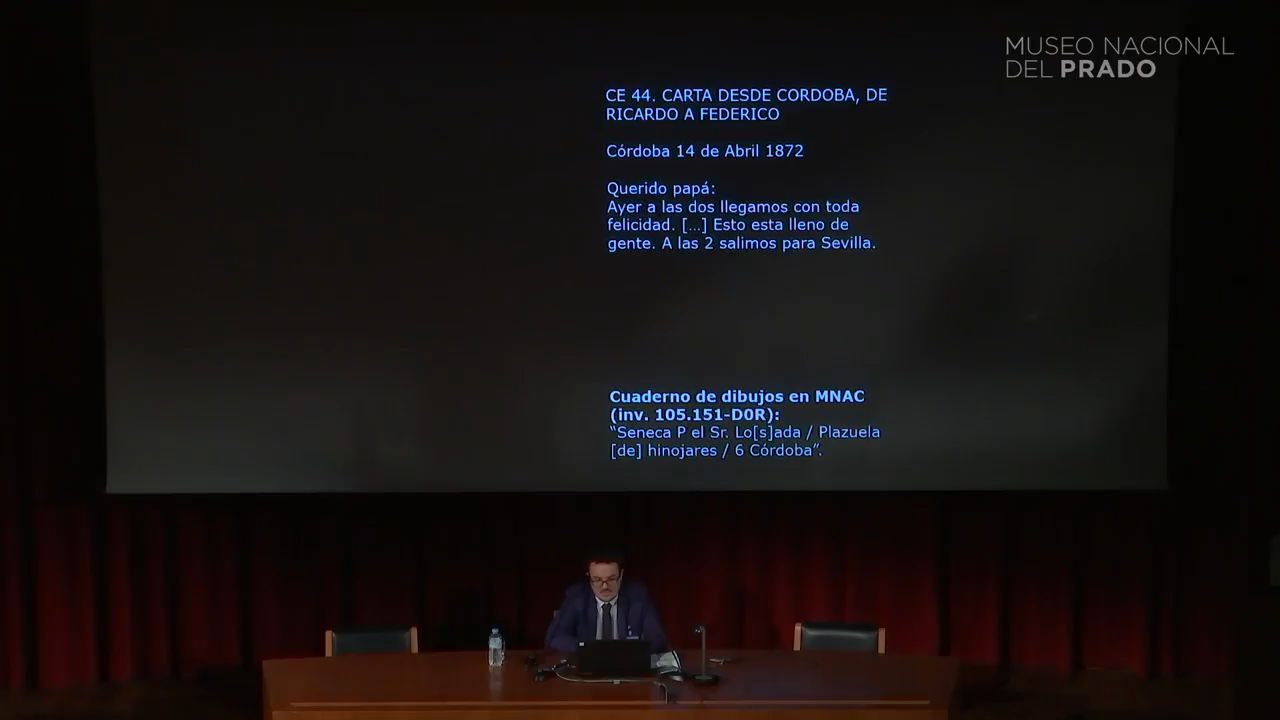 MUSEO NACIONAL
DEL PRADO
CE 44. CARTA DESDE CORDOBA, DE
RICARDO A FEDERICO
Córdoba 14 de Abril 1872
Querido papá:
Ayer a las dos llegamos con toda
felicidad. [...] Esto esta lleno de
gente. A las 2 salimos para Sevilla.
Cuaderno de dibujos en MNAC
(inv. 105.151-D0R):
“Seneca P el Sr. Lo[s]ada / Plazuela
[de] hinojares / 6 Córdoba”.